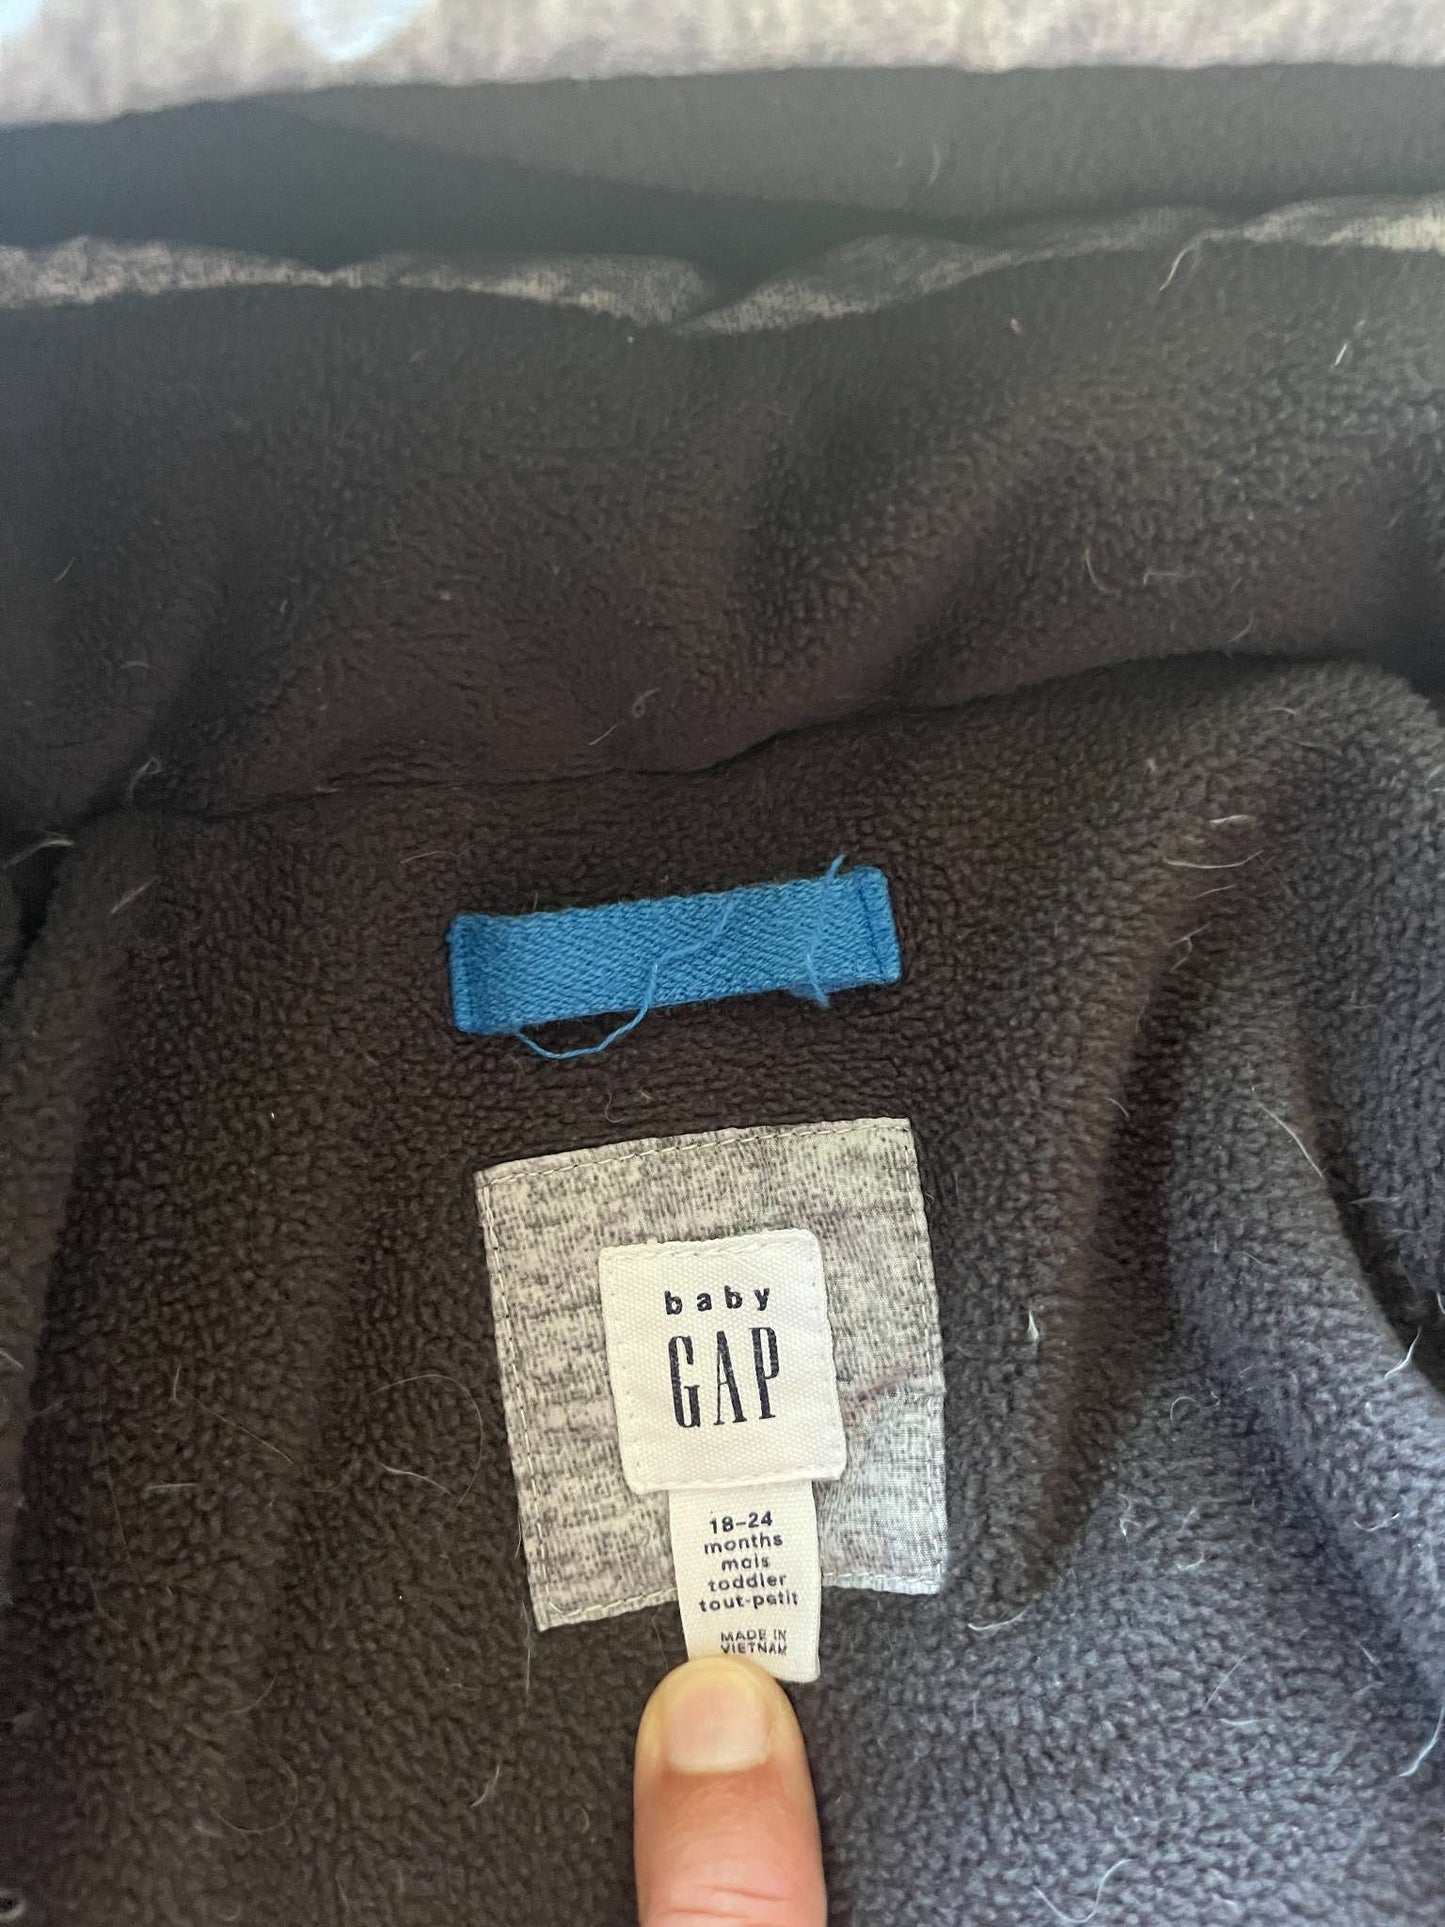 baby
GAP
18-24
months
mois
toddler
tout-petit
MADE IN
VIETNAM